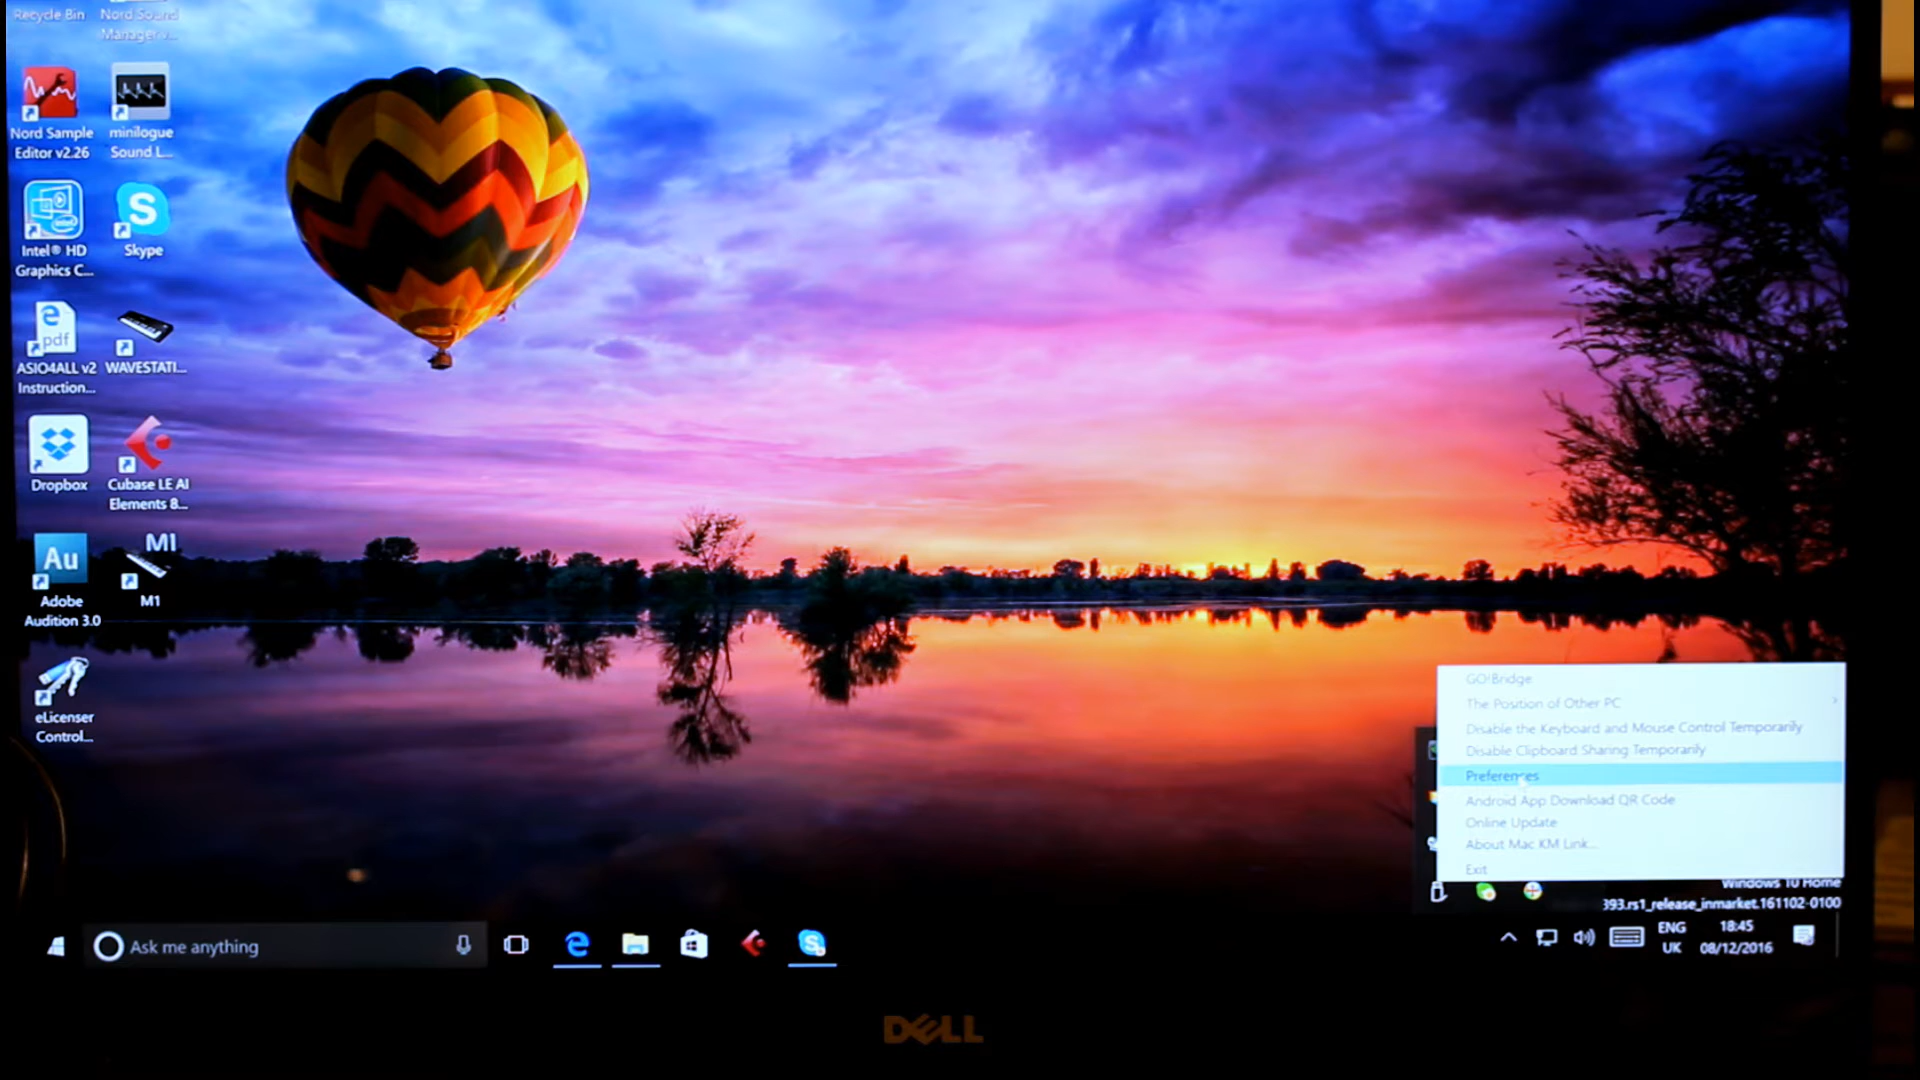 Recycle Bin
Nord Sound
Manager v...
Nord Sample
Editor v2.26
minilogue
Sound L...
Intel® HD
Graphics C...
S
Skype
e
pdf
ASIO4ALL v2
Instruction...
WAVESTATI...
Dropbox
Cubase LE AI
Elements 8...
Au
Adobe
Audition 3.0
M1
M1
eLicenser
Control...
GO!Bridge
The Position of Other PC
Disable the Keyboard and Mouse Control Temporarily
Disable Clipboard Sharing Temporarily
Preferences
Android App Download QR Code
Online Update
About Mac KM Link...
Exit
Windows 10 Home
393.rs1_release_inmarket.161102-0100
Ask me anything
ENG
UK
18:45
08/12/2016
DELL